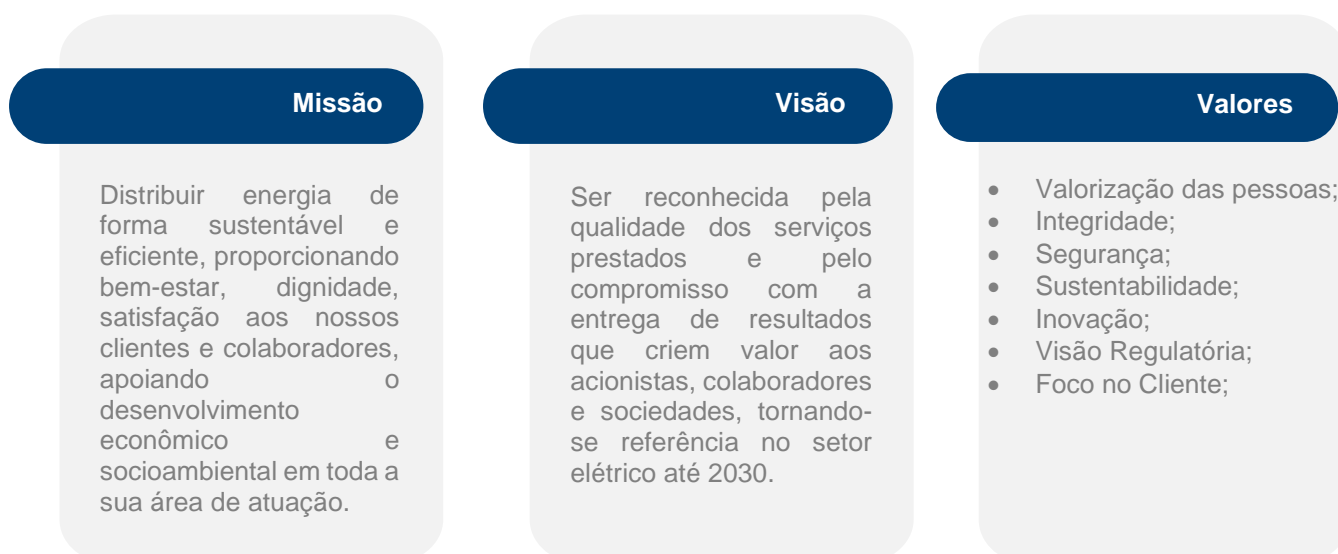 Missão
Distribuir energia de
forma sustentável e
eficiente, proporcionando
bem-estar, dignidade,
satisfação aos nossos
clientes e colaboradores,
apoiando o
desenvolvimento
econômico e
socioambiental em toda a
sua área de atuação.
Visão
Ser reconhecida pela
qualidade dos serviços
prestados e pelo
compromisso com a
entrega de resultados
que criem valor aos
acionistas, colaboradores
e sociedades, tornando-
se referência no setor
elétrico até 2030.
Valores
• Valorização das pessoas;
• Integridade;
• Segurança;
• Sustentabilidade;
• Inovação;
• Visão Regulatória;
• Foco no Cliente;